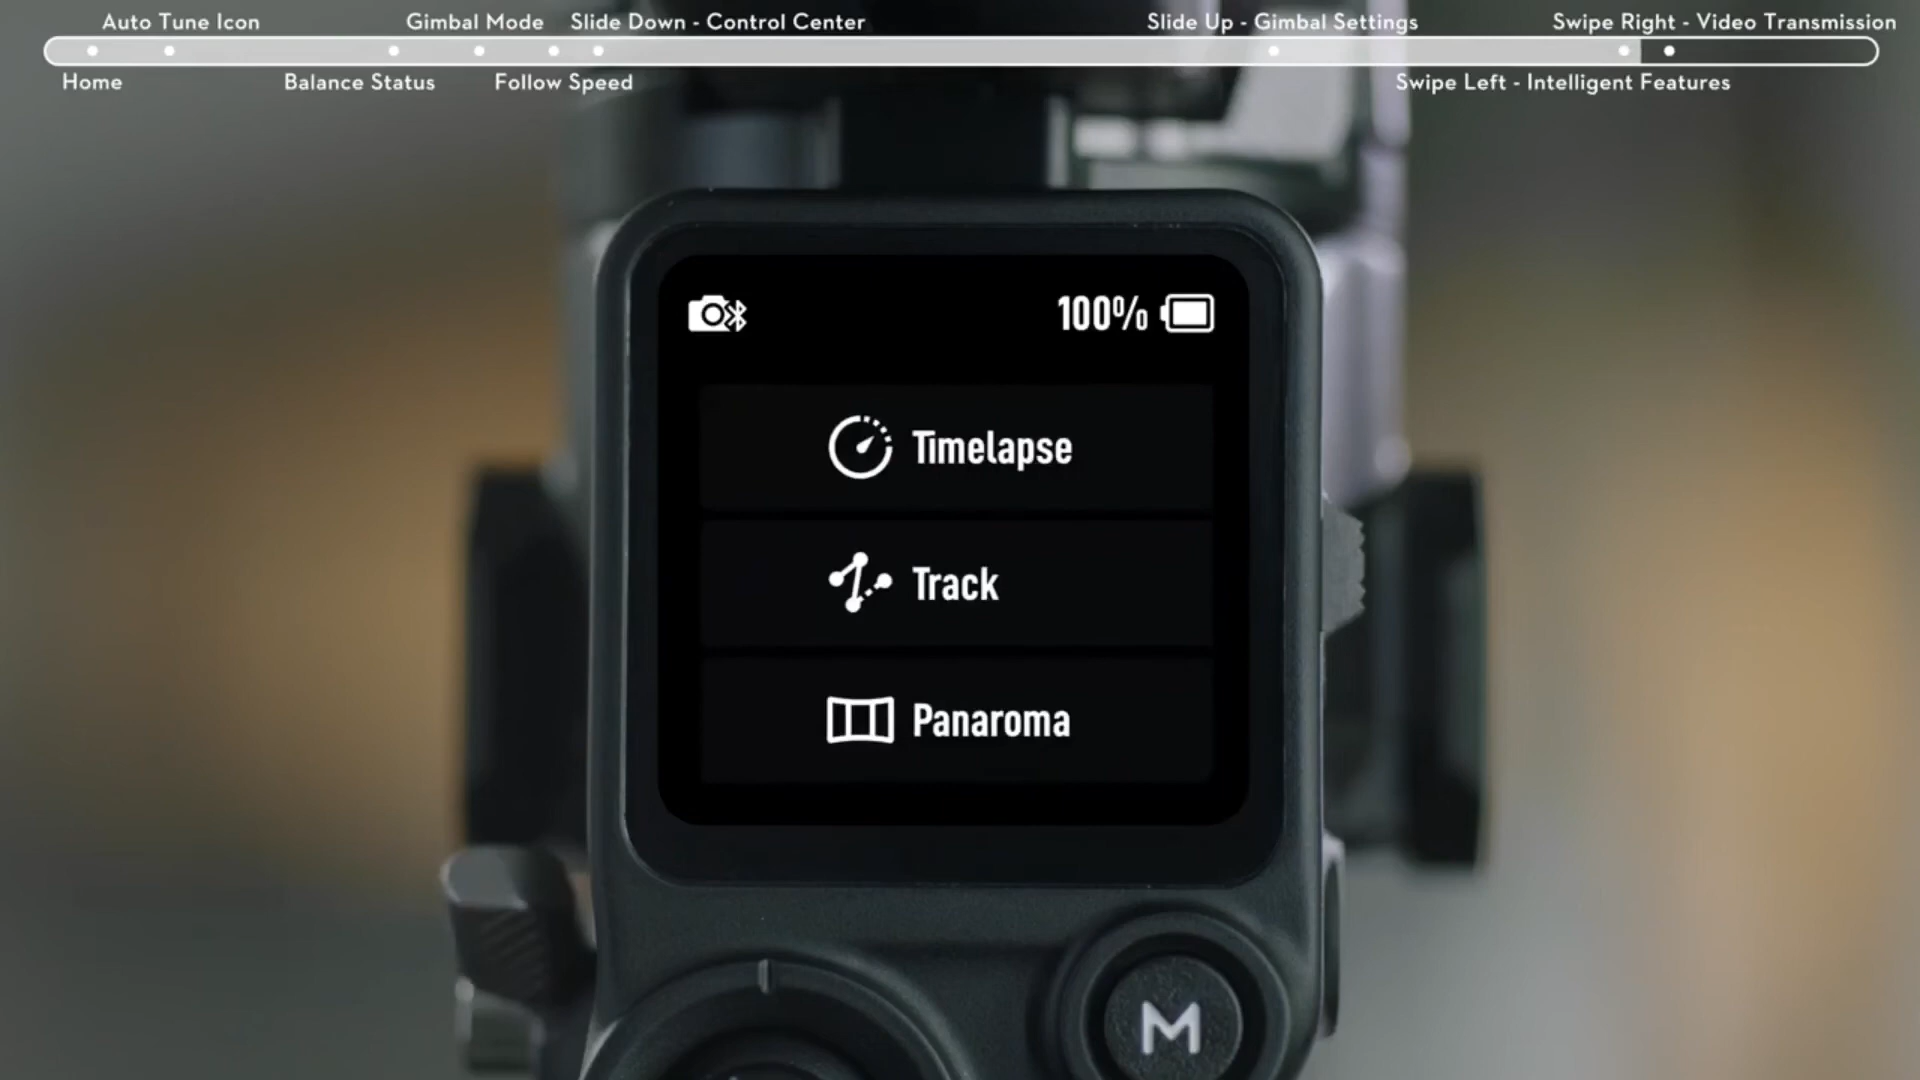 Auto Tune Icon
Gimbal Mode
Slide Down - Control Center
Slide Up - Gimbal Settings
Swipe Right - Video Transmission
Home
Balance Status
Follow Speed
Swipe Left - Intelligent Features
100%
Timelapse
Track
Panaroma
M